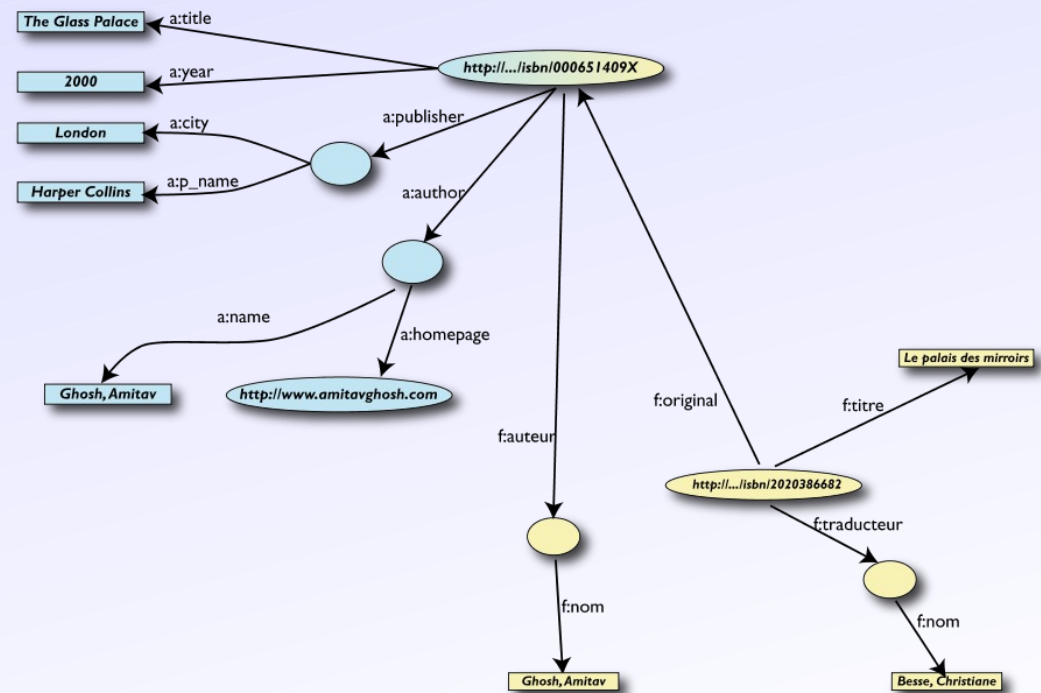 The Glass Palace
a:title
http://.../isbn/000651409X
2000
a:year
London
a:city
a:publisher
Harper Collins
a:p_name
a:author
a:name
a:homepage
Ghosh, Amitav
http://www.amitavghosh.com
Le palais des mirroirs
f:original
f:titre
f:auteur
http://.../isbn/2020386682
f:traducteur
f:nom
f:nom
Ghosh, Amitav
Besse, Christiane